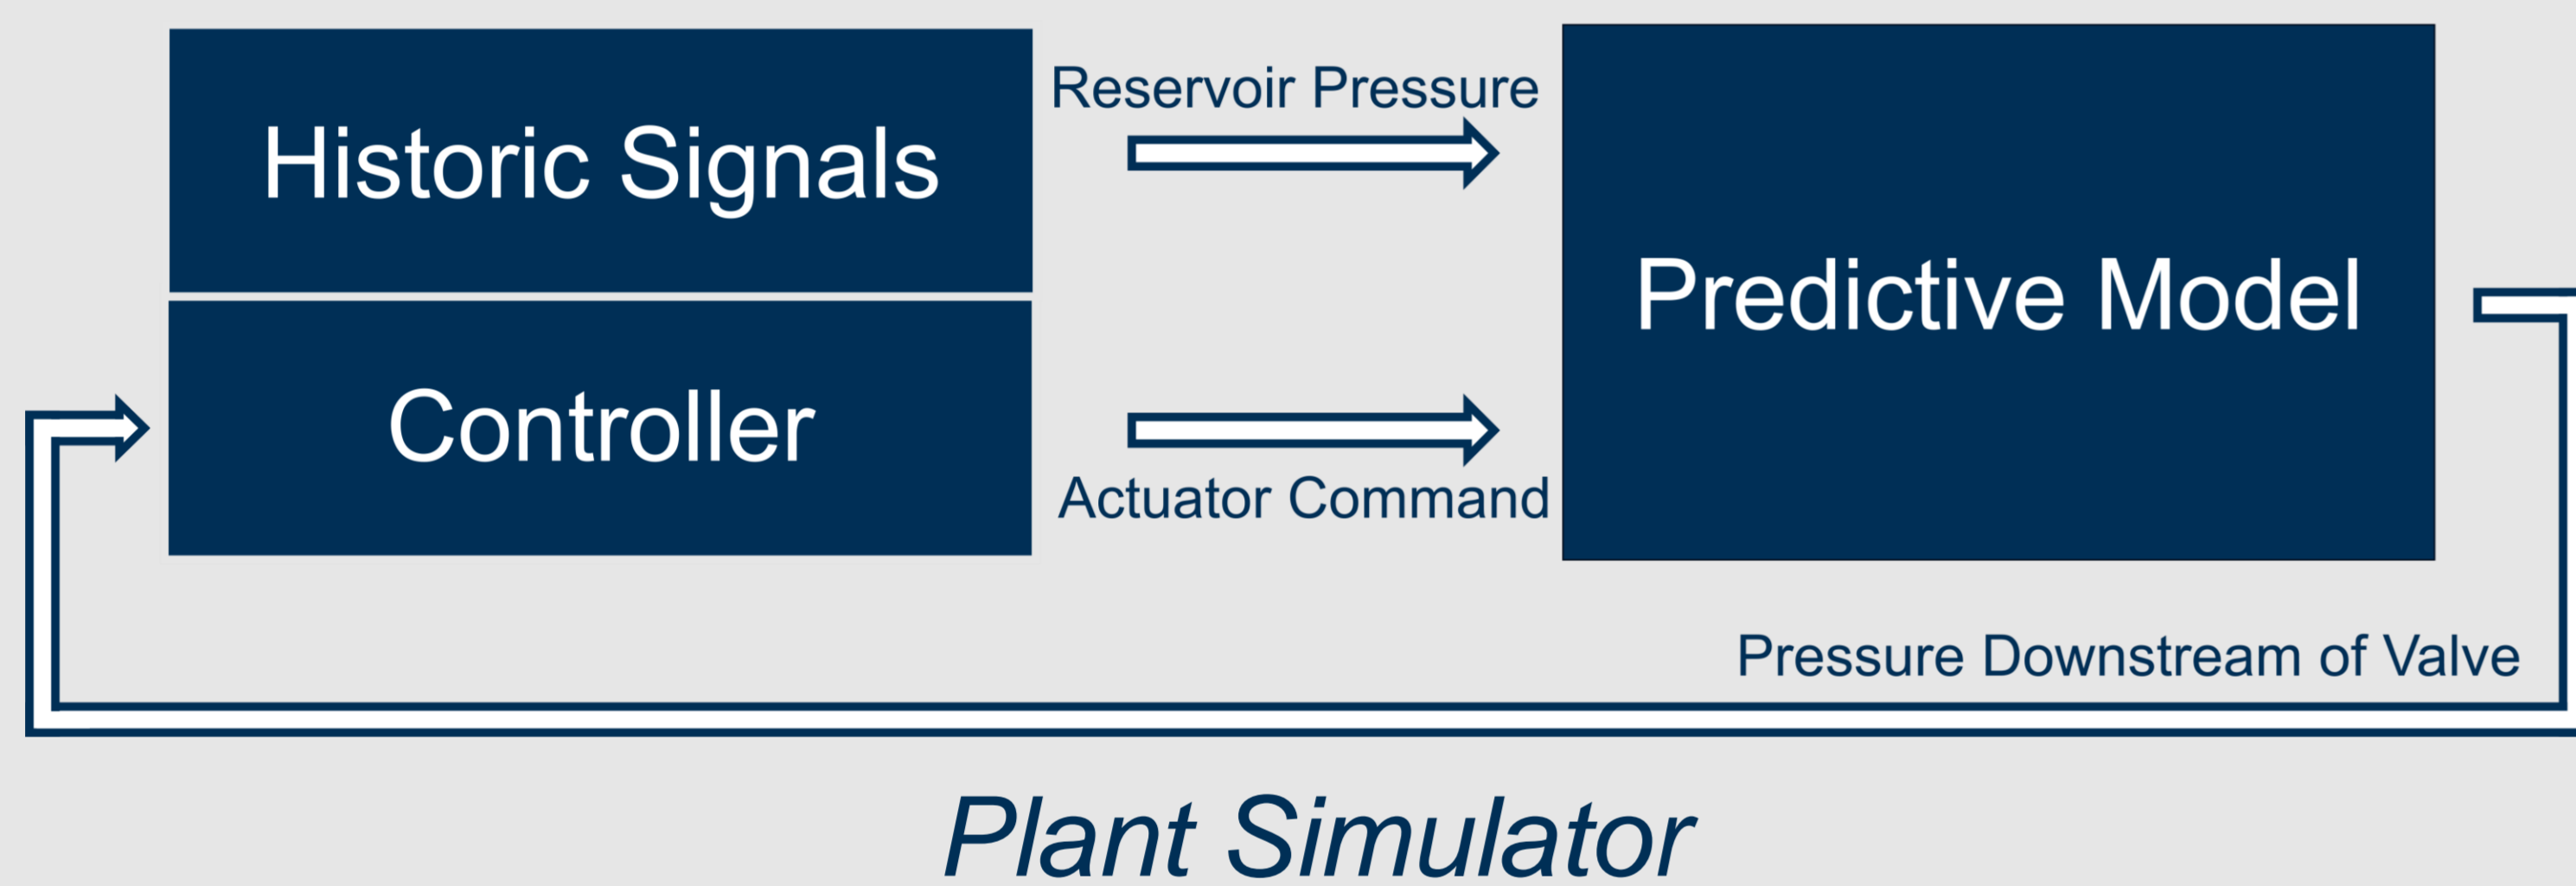 Historic Signals
Reservoir Pressure
Predictive Model
Controller
Actuator Command
Pressure Downstream of Valve
Plant Simulator